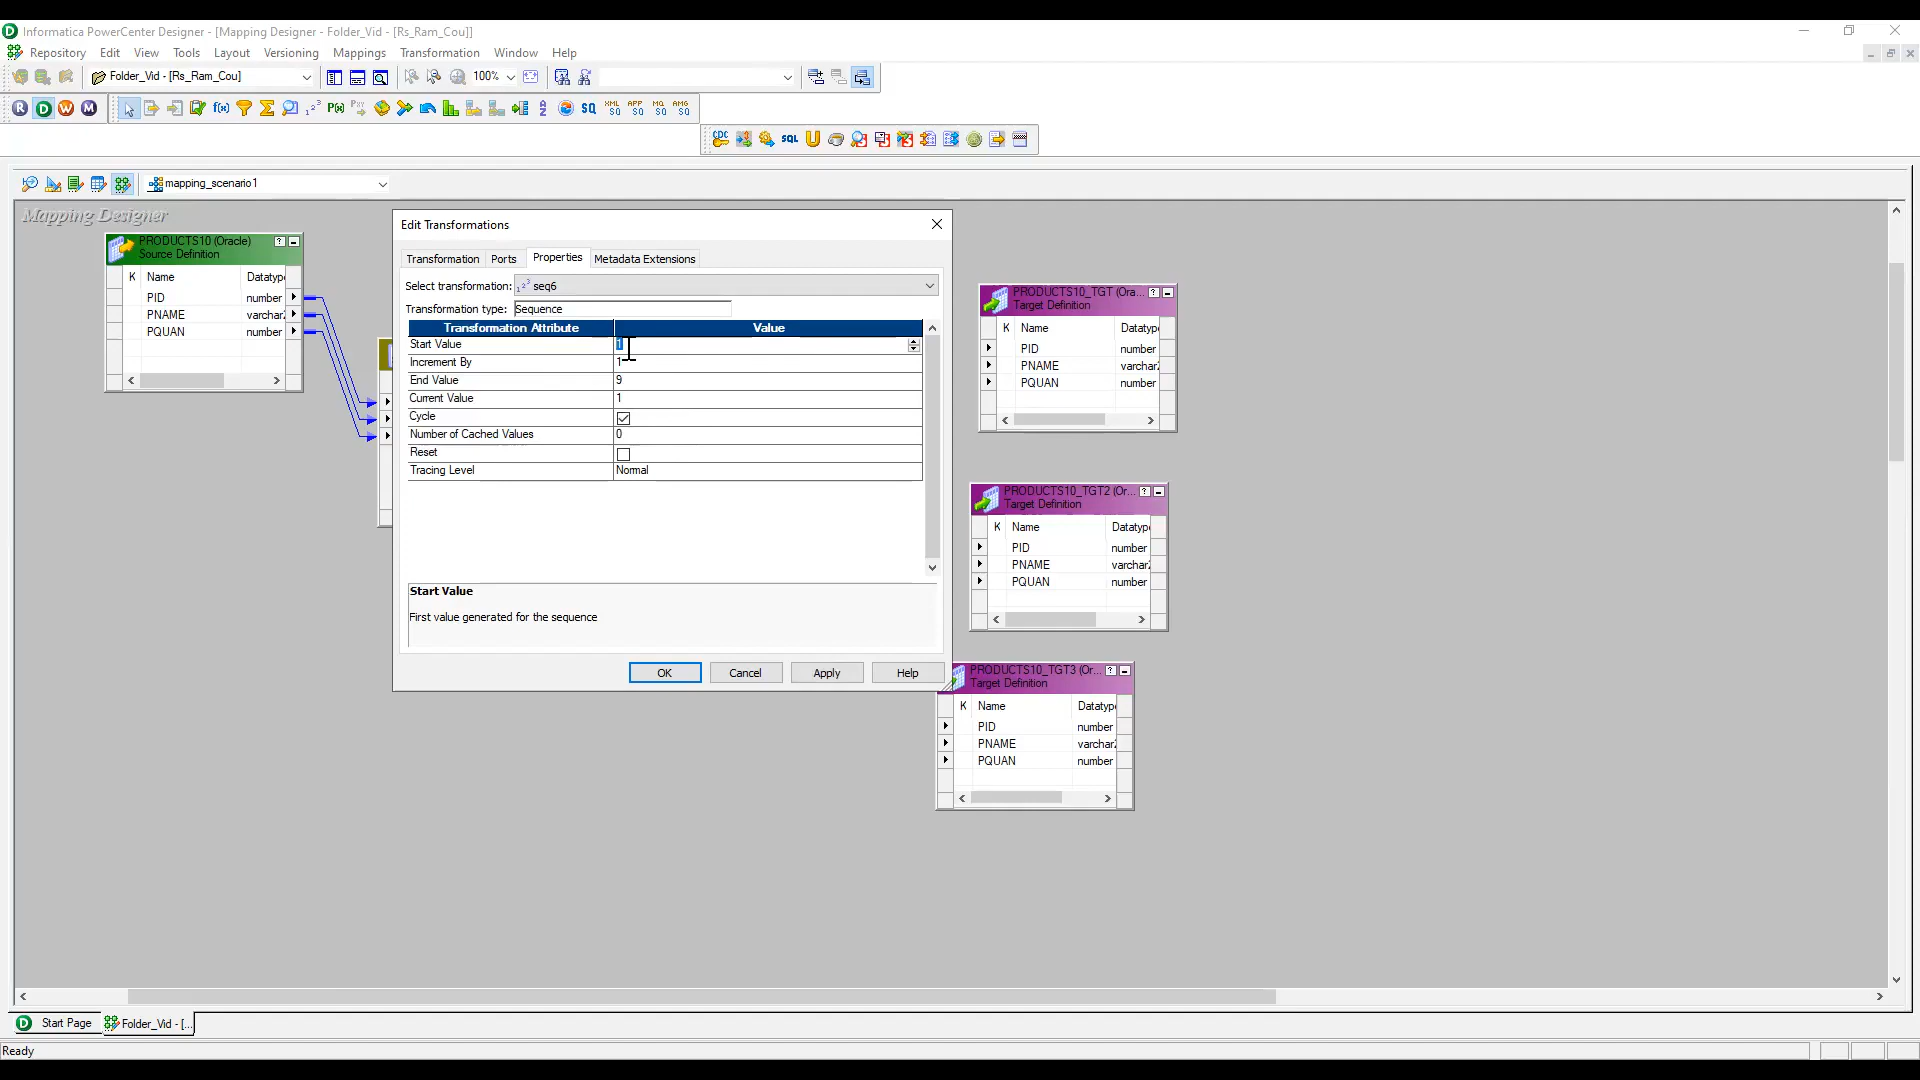 Informatica PowerCenter Designer - [Mapping Designer - Folder_Vid - [Rs_Ram_Cou]]
Repository Edit View Tools Layout Versioning Mappings Transformation Window Help
Folder_Vid - [Rs_Ram_Cou] 100%
mapping_scenario1
Mapping Designer
PRODUCTS10 (Oracle)
Source Definition
K Name Datatyp
PID number
PNAME varchar2
PQUAN number
Edit Transformations
Transformation Ports Properties Metadata Extensions
Select transformation: seq6
Transformation type: Sequence
Transformation Attribute Value
Start Value 1
Increment By 1
End Value 9
Current Value 1
Cycle
Number of Cached Values 0
Reset
Tracing Level Normal
Start Value
First value generated for the sequence
OK Cancel Apply Help
PRODUCTS10_TGT (Ora...
Target Definition
K Name Datatyp
PID number
PNAME varchar
PQUAN number
PRODUCTS10_TGT2 (Or...
Target Definition
K Name Datatyp
PID number
PNAME varchar
PQUAN number
PRODUCTS10_TGT3 (Or...
Target Definition
K Name Datatyp
PID number
PNAME varchar
PQUAN number
Start Page Folder_Vid - [...
Ready